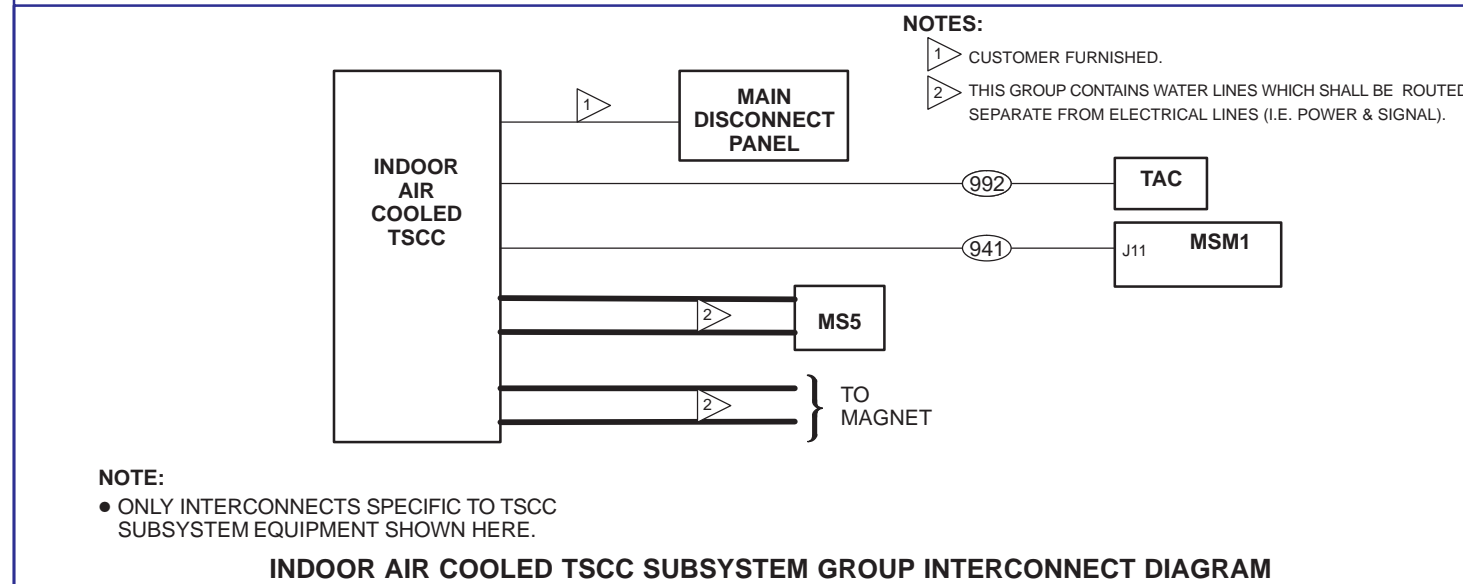 NOTES:
1 CUSTOMER FURNISHED.
2 THIS GROUP CONTAINS WATER LINES WHICH SHALL BE ROUTED
SEPARATE FROM ELECTRICAL LINES (I.E. POWER & SIGNAL).
1
MAIN
DISCONNECT
PANEL
INDOOR
AIR
COOLED
TSCC
992
TAC
941
J11 MSM1
2
MS5
2
TO
MAGNET
NOTE:
● ONLY INTERCONNECTS SPECIFIC TO TSCC
SUBSYSTEM EQUIPMENT SHOWN HERE.
INDOOR AIR COOLED TSCC SUBSYSTEM GROUP INTERCONNECT DIAGRAM